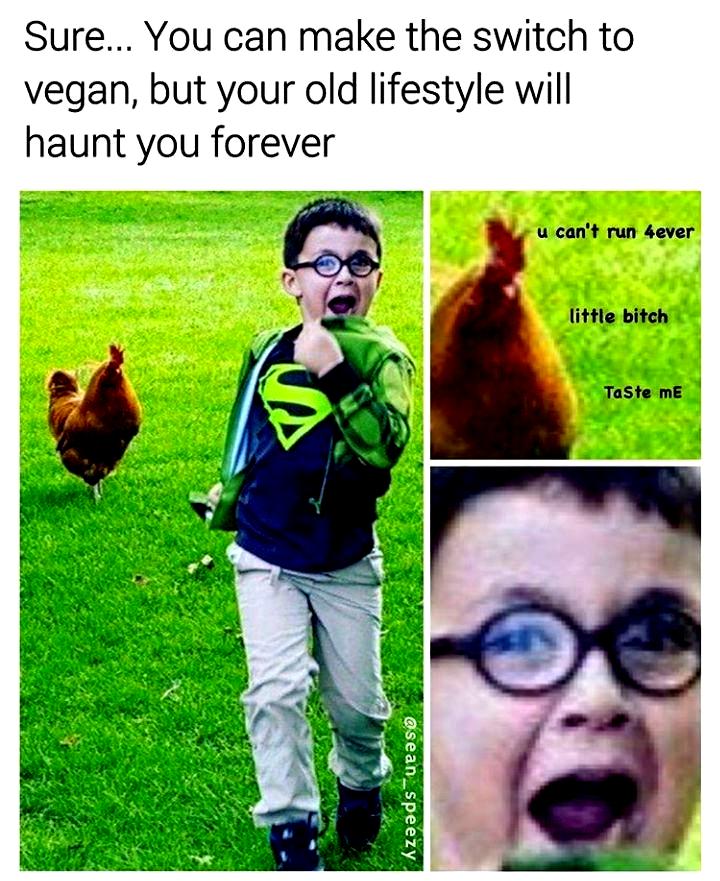 Sure... You can make the switch to
vegan, but your old lifestyle will
haunt you forever
u can't run 4ever
little bitch
TaSte mE
S
@sean_speezy